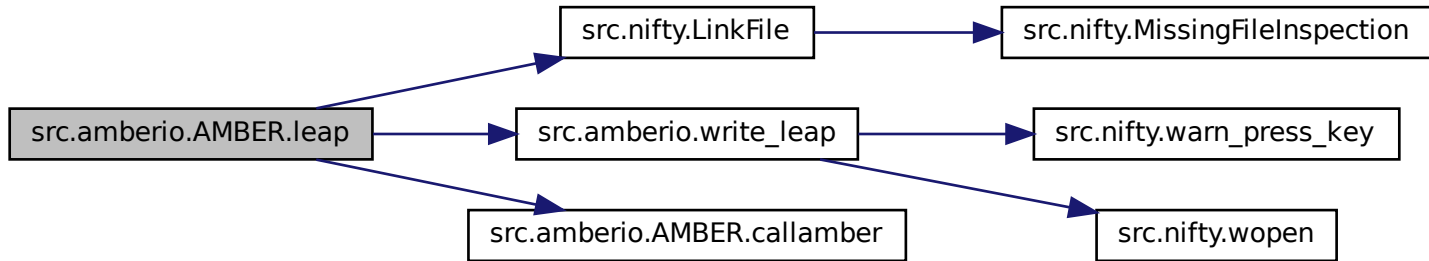 src.nifty.LinkFile
src.nifty.MissingFileInspection
src.amberio.AMBER.leap
src.amberio.write_leap
src.nifty.warn_press_key
src.amberio.AMBER.callamber
src.nifty.wopen